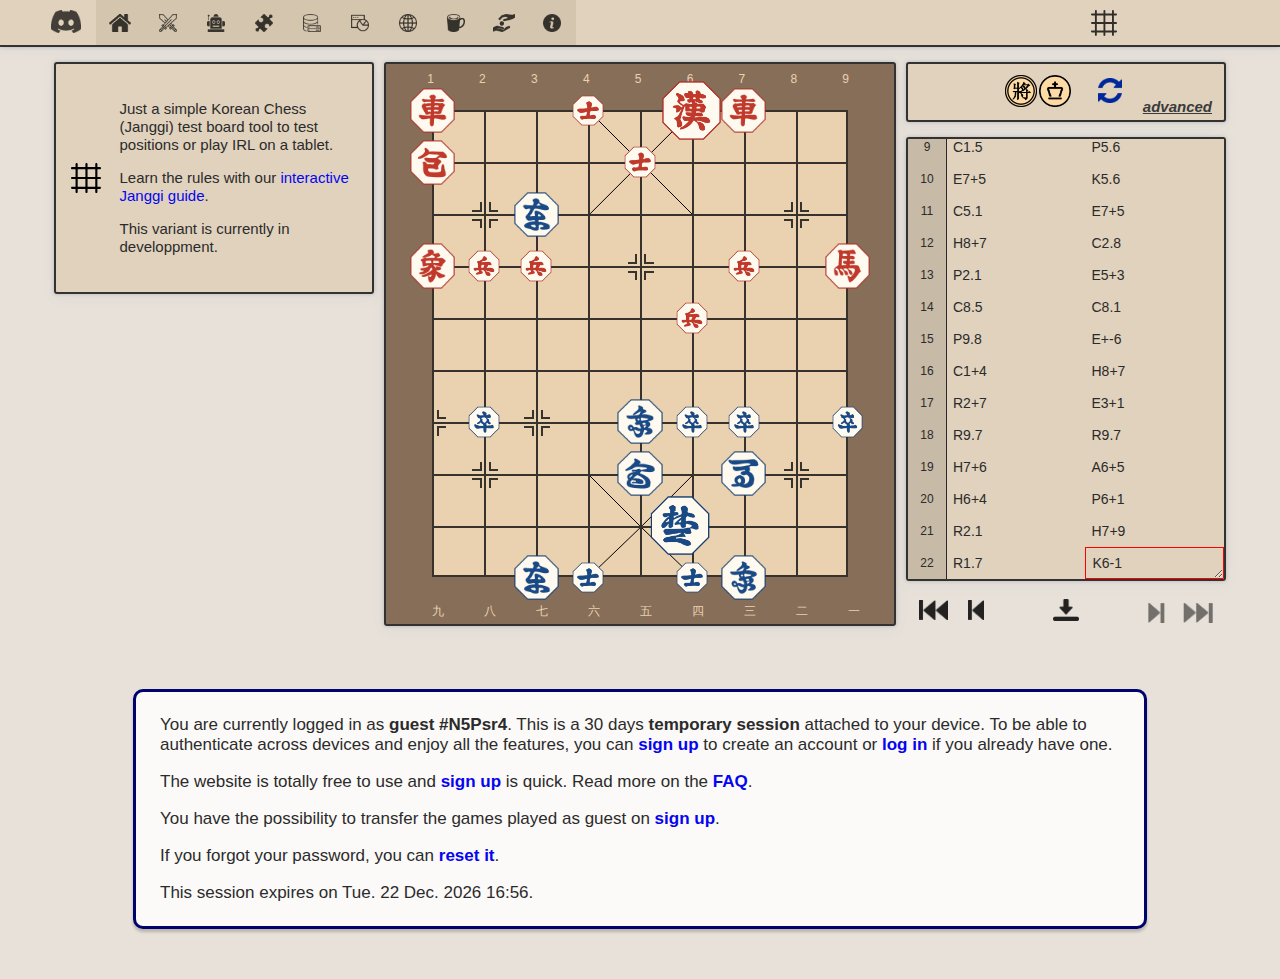 Just a simple Korean Chess
(Janggi) test board tool to test
positions or play IRL on a tablet.
Learn the rules with our interactive
Janggi guide.
This variant is currently in
developpment.
1 2 3 4 5 6 7 8 9
車 士 漢 車
包 士
象 兵 兵 兵 馬
兵
卒 卒 卒 卒
包
士 士
九 八 七 六 五 四 三 二 一
將
advanced
9 C1.5 P5.6
10 E7+5 K5.6
11 C5.1 E7+5
12 H8+7 C2.8
13 P2.1 E5+3
14 C8.5 C8.1
15 P9.8 E+-6
16 C1+4 H8+7
17 R2+7 E3+1
18 R9.7 R9.7
19 H7+6 A6+5
20 H6+4 P6+1
21 R2.1 H7+9
22 R1.7 K6-1
You are currently logged in as guest #N5Psr4. This is a 30 days temporary session attached to your device. To be able to
authenticate across devices and enjoy all the features, you can sign up to create an account or log in if you already have one.
The website is totally free to use and sign up is quick. Read more on the FAQ.
You have the possibility to transfer the games played as guest on sign up.
If you forgot your password, you can reset it.
This session expires on Tue. 22 Dec. 2026 16:56.